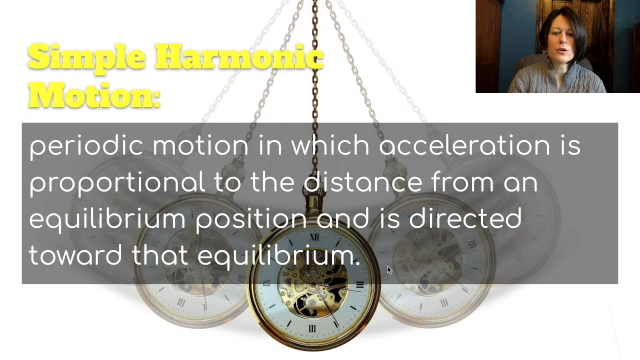 Simple Harmonic
Motion:
periodic motion in which acceleration is
proportional to the distance from an
equilibrium position and is directed
toward that equilibrium.